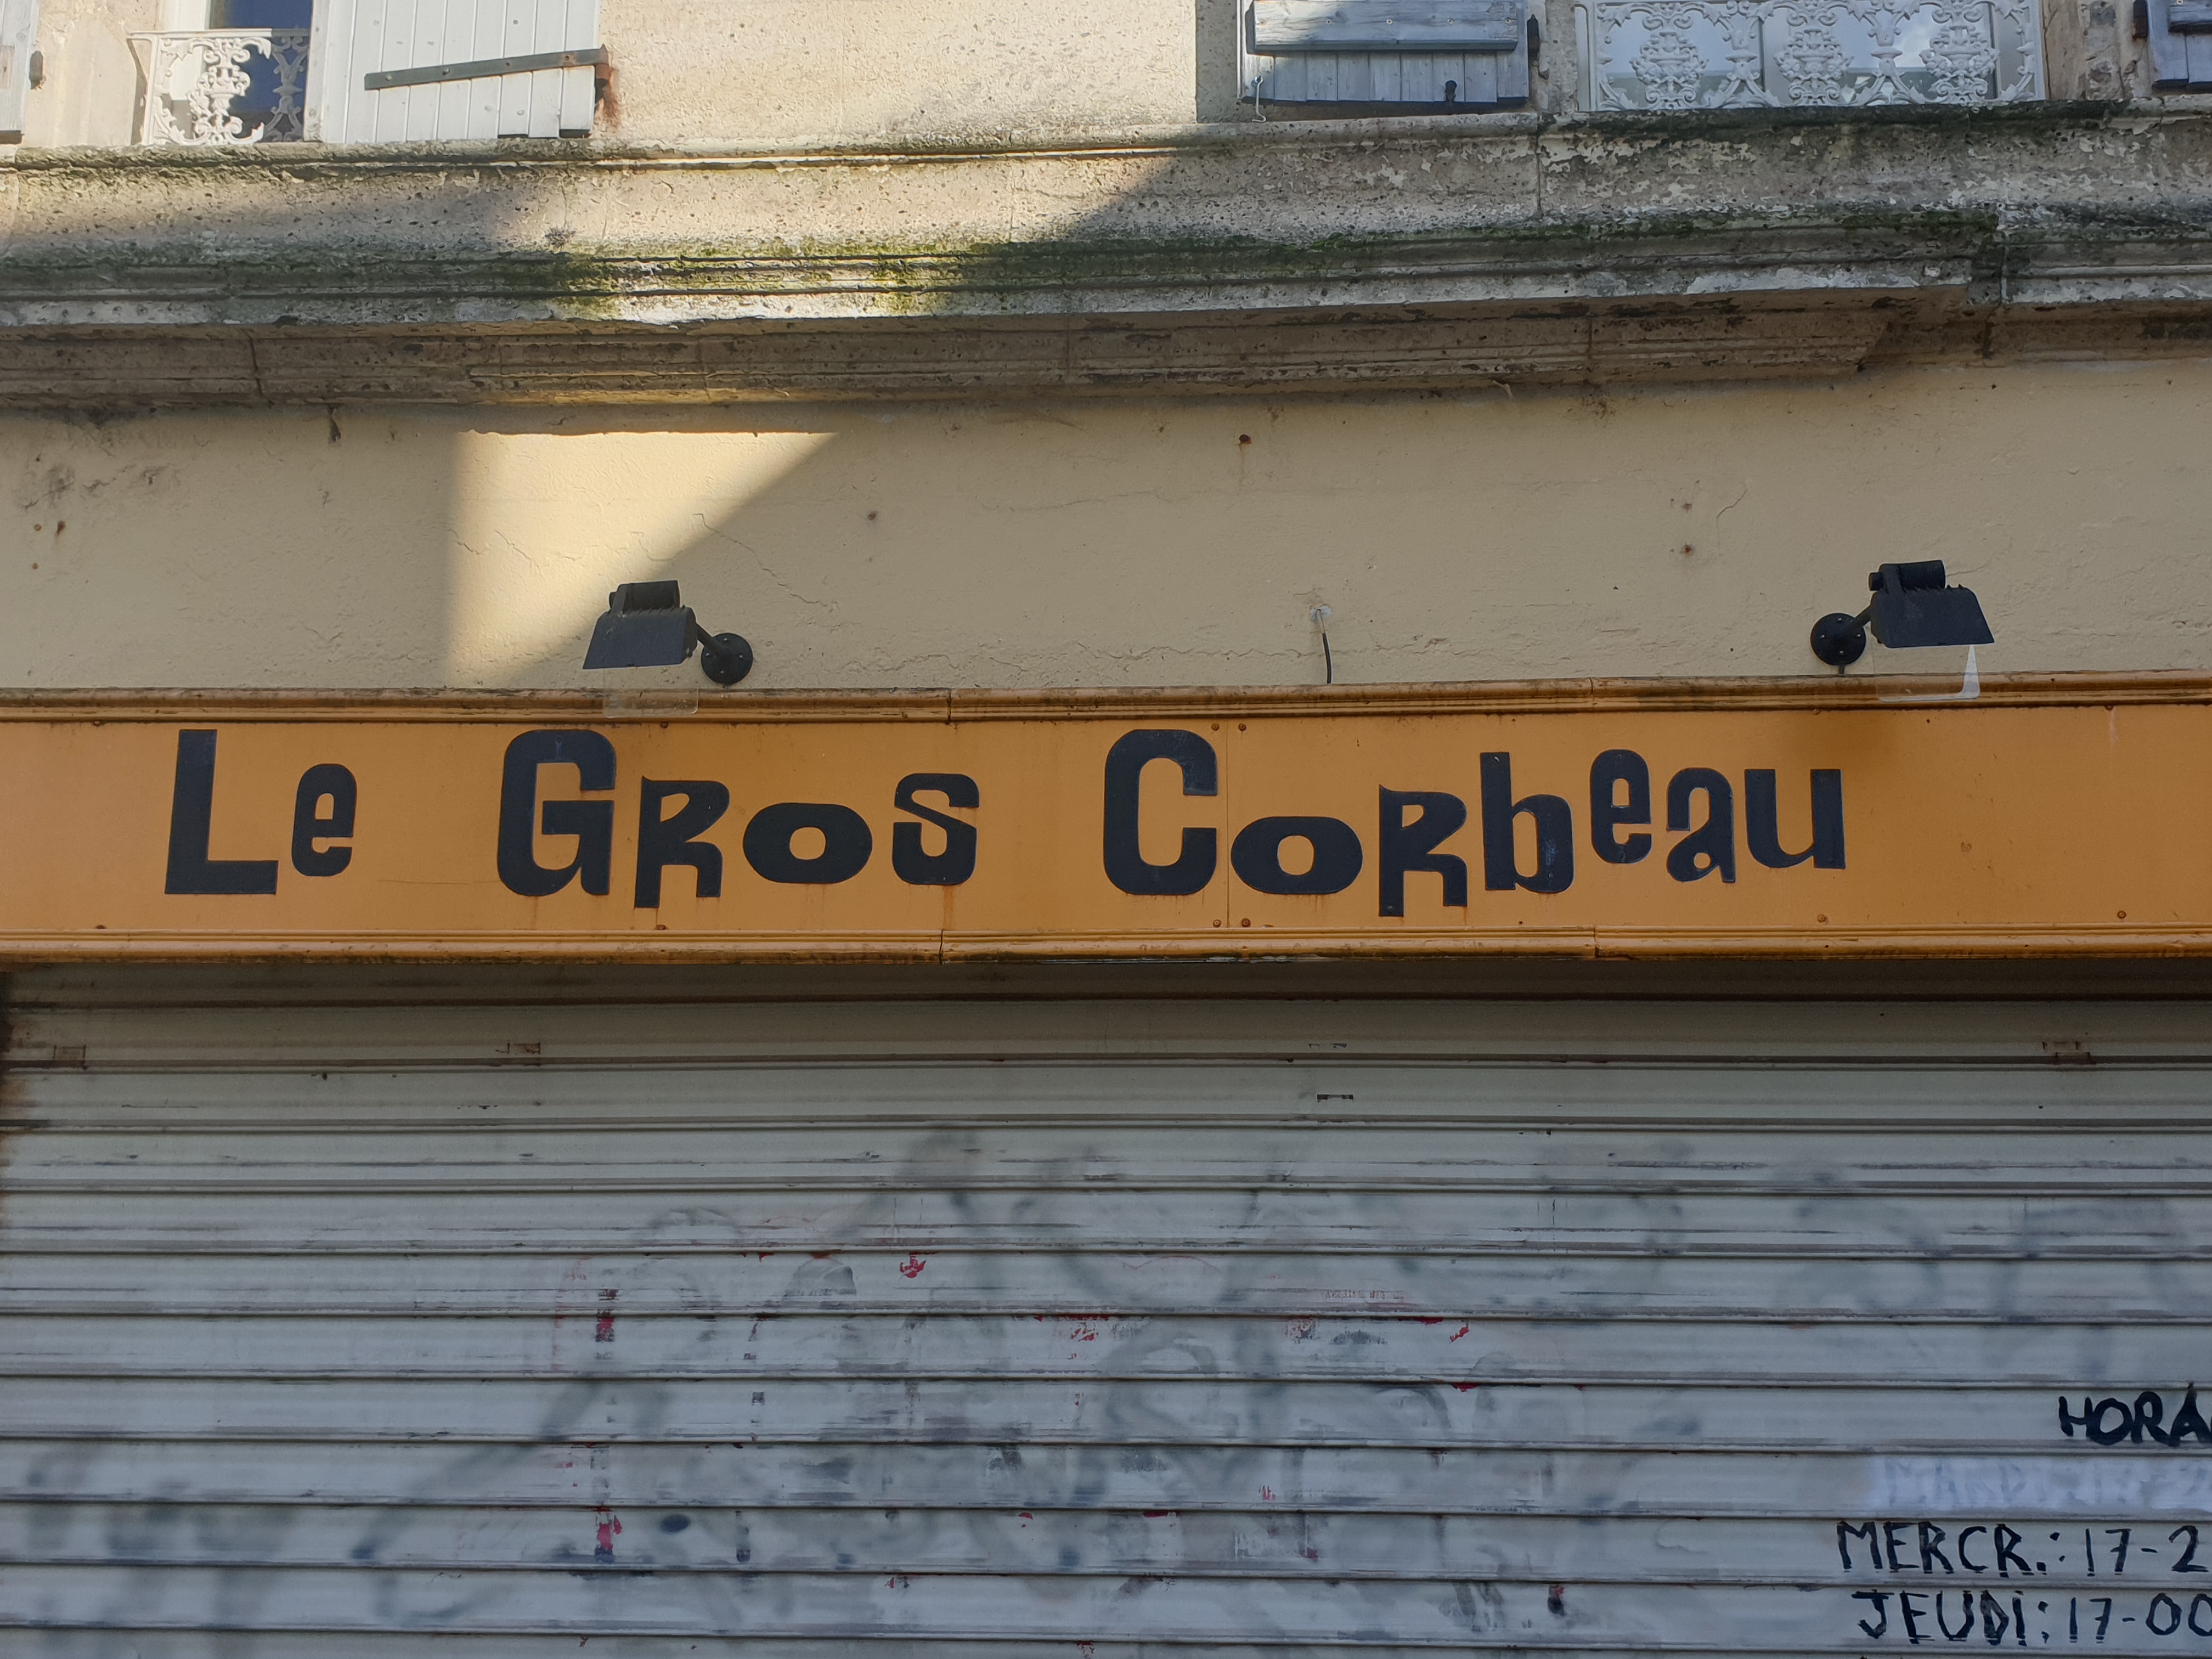 Le Gros Corbeau
HORA
MERCR.: 17-2
JEUDI: 17-00